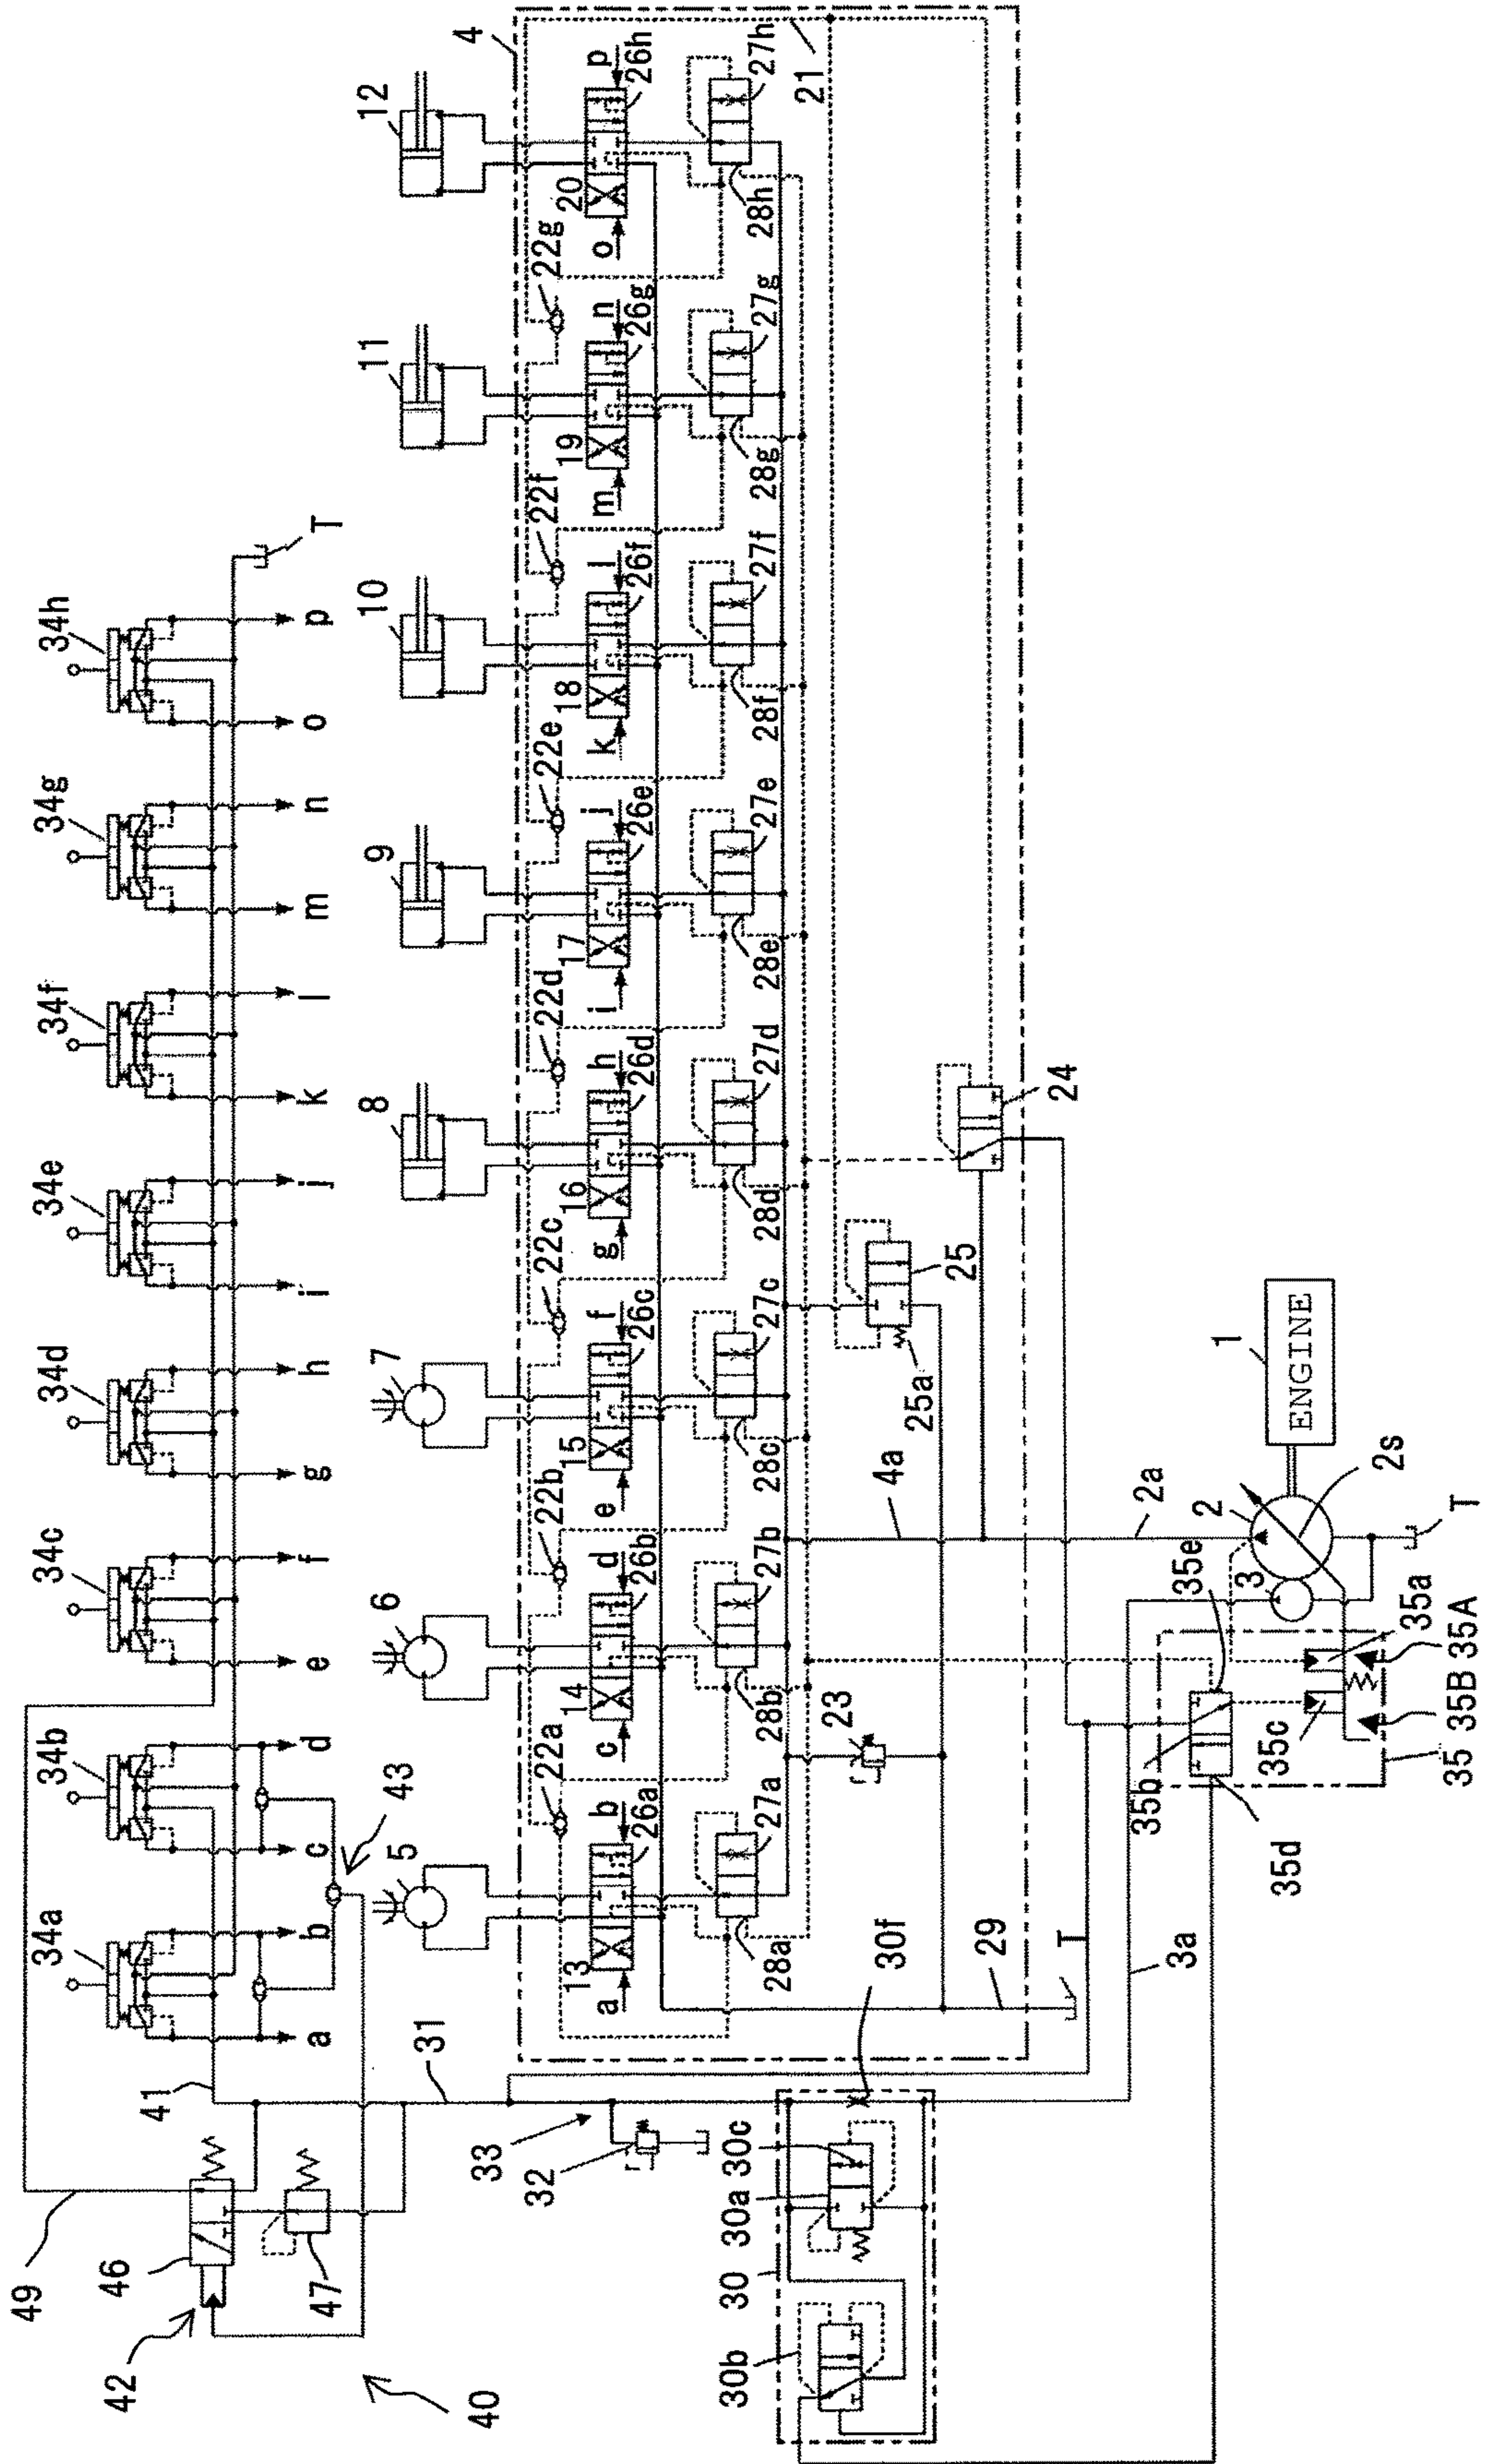 34a
34b
34c
34d
34e
34f
34g
34h
T
a
b
c
d
e
f
g
h
i
j
k
l
m
n
o
p
49
41
46
42
47
43
40
31
5
6
7
8
9
10
11
12
4
13
14
15
16
17
18
19
20
a
b
c
d
e
f
g
h
i
j
k
l
m
n
o
p
22a
22b
22c
22d
22e
22f
22g
26a
26b
26c
26d
26e
26f
26g
26h
27a
27b
27c
27d
27e
27f
27g
27h
28a
28b
28c
28d
28e
28f
28g
28h
21
23
24
25
25a
4a
29
T
33
32
30f
30c
30a
30
30b
3a
2a
2
2s
3
1
ENGINE
T
35e
35b
35d
35c
35a
35A
35B
35